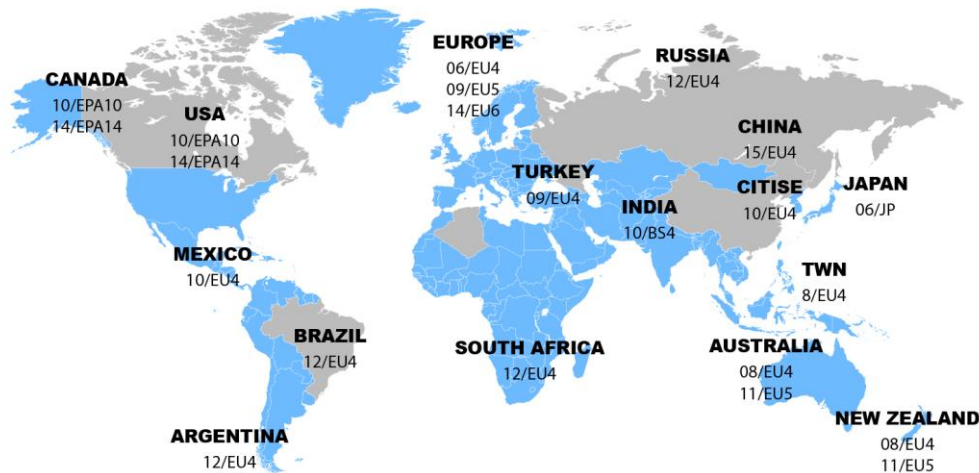 EUROPE
06/EU4
09/EU5
14/EU6
RUSSIA
12/EU4
CANADA
10/EPA10
14/EPA14
USA
10/EPA10
14/EPA14
CHINA
15/EU4
TURKEY
09/EU4
CITISE
10/EU4
JAPAN
06/JP
INDIA
10/BS4
MEXICO
10/EU4
TWN
8/EU4
BRAZIL
12/EU4
SOUTH AFRICA
12/EU4
AUSTRALIA
08/EU4
11/EU5
NEW ZEALAND
08/EU4
11/EU5
ARGENTINA
12/EU4